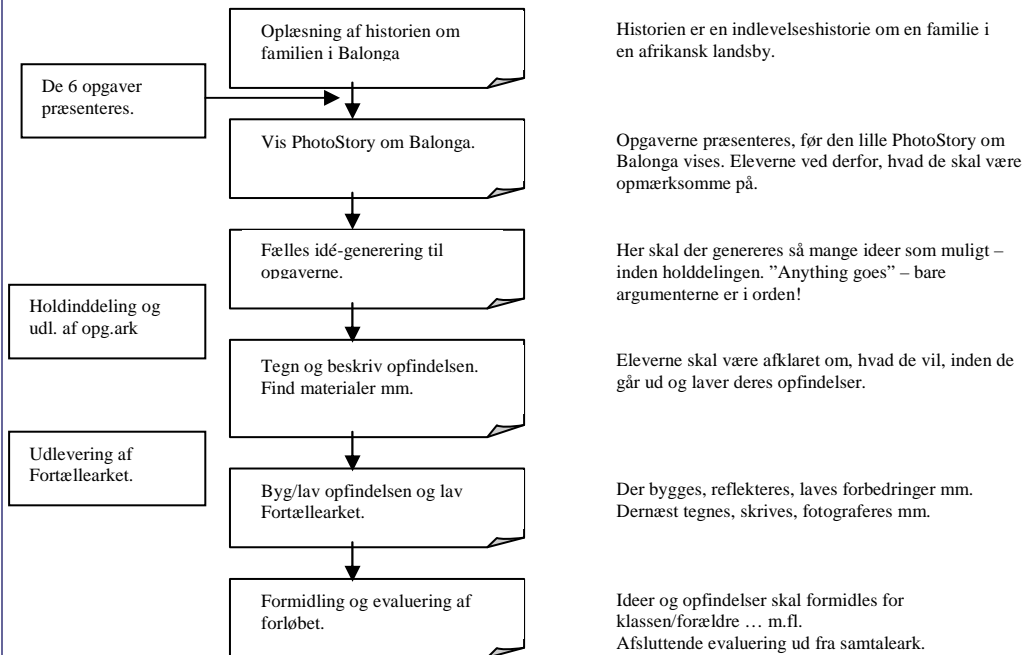 Oplæsning af historien om
familien i Balonga
Historien er en indlevelseshistorie om en familie i
en afrikansk landsby.
De 6 opgaver
præsenteres.
Vis PhotoStory om Balonga.
Opgaverne præsenteres, før den lille PhotoStory om
Balonga vises. Eleverne ved derfor, hvad de skal være
opmærksomme på.
Fælles idé-generering til
opgaverne.
Her skal der genereres så mange ideer som muligt –
inden holddelingen. ”Anything goes” – bare
argumenterne er i orden!
Holdinddeling og
udl. af opg.ark
Tegn og beskriv opfindelsen.
Find materialer mm.
Eleverne skal være afklaret om, hvad de vil, inden de
går ud og laver deres opfindelser.
Udlevering af
Fortællearket.
Byg/lav opfindelsen og lav
Fortællearket.
Der bygges, reflekteres, laves forbedringer mm.
Dernæst tegnes, skrives, fotograferes mm.
Formidling og evaluering af
forløbet.
Ideer og opfindelser skal formidles for
klassen/forældre … m.fl.
Afsluttende evaluering ud fra samtaleark.